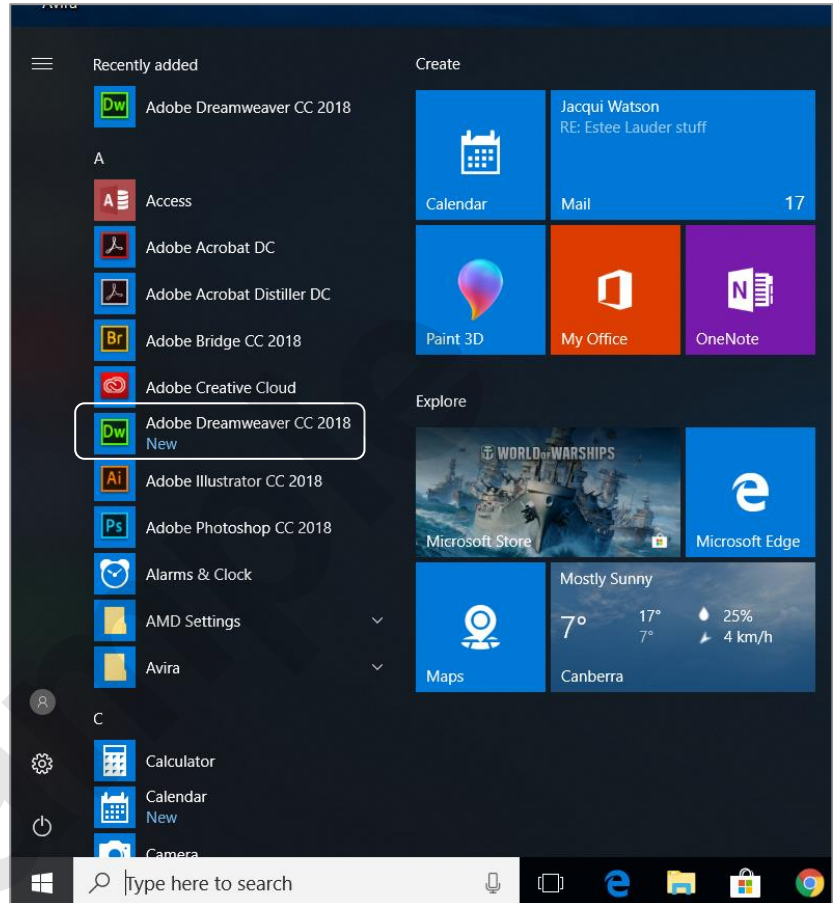 Recently added
Adobe Dreamweaver CC 2018
A
Access
Adobe Acrobat DC
Adobe Acrobat Distiller DC
Adobe Bridge CC 2018
Adobe Creative Cloud
Adobe Dreamweaver CC 2018
New
Adobe Illustrator CC 2018
Adobe Photoshop CC 2018
Alarms & Clock
AMD Settings
Avira
C
Calculator
Calendar
New
Camera
Create
Calendar
Jacqui Watson
RE: Estee Lauder stuff
Mail 17
Paint 3D
My Office
OneNote
Explore
WORLD OF WARSHIPS
Microsoft Store
Microsoft Edge
Maps
Mostly Sunny
7° 17° 25%
7° 4 km/h
Canberra
Type here to search